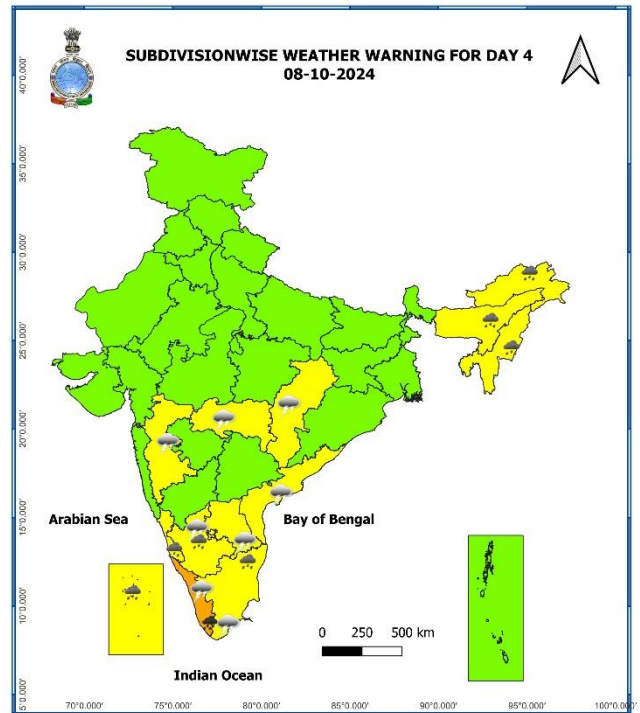 SUBDIVISIONWISE WEATHER WARNING FOR DAY 4
08-10-2024
40°0.000'
35°0.000'
30°0.000'
25°0.000'
20°0.000'
15°0.000'
10°0.000'
5°0.000'
Arabian Sea
Bay of Bengal
0 250 500 km
Indian Ocean
70°0.000' 75°0.000' 80°0.000' 85°0.000' 90°0.000' 95°0.000' 100°0.000'